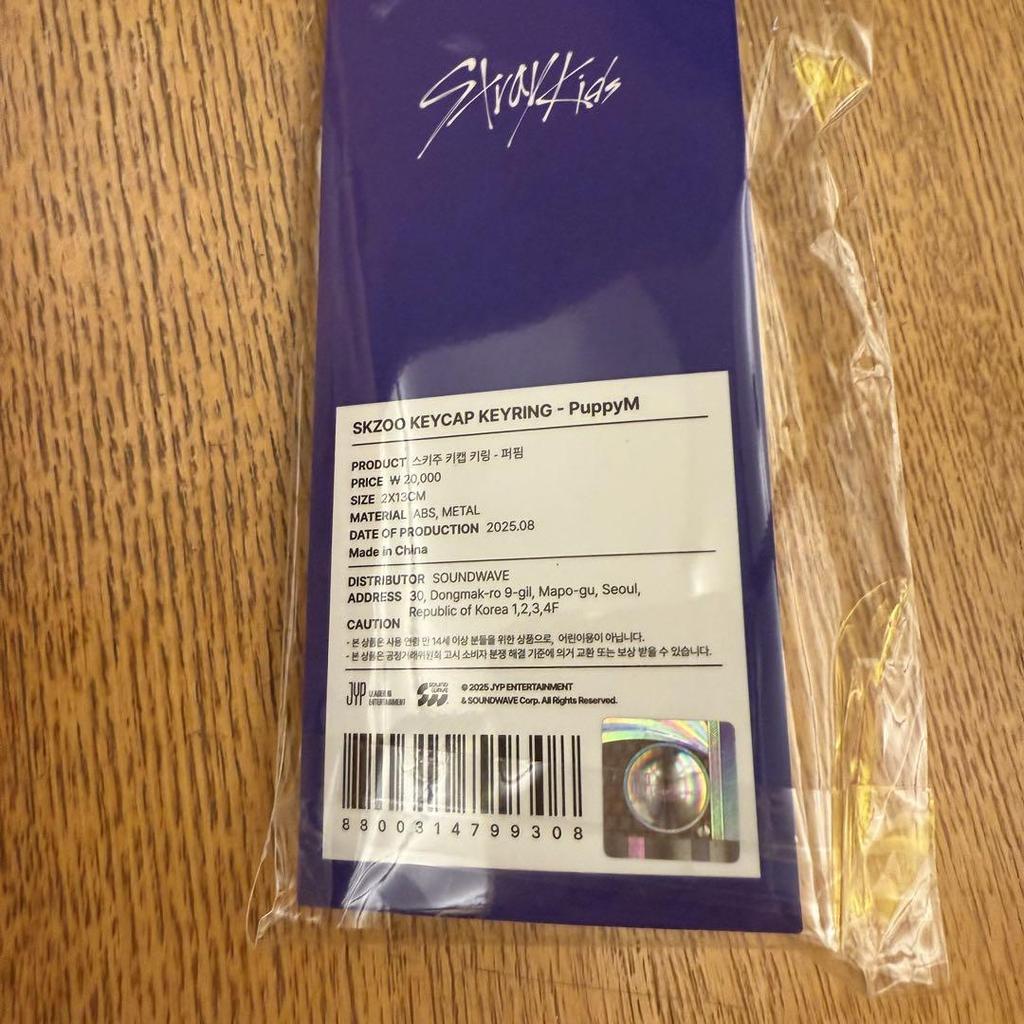 Stray Kids
SKZOO KEYCAP KEYRING - PuppyM
PRODUCT 스키주 키캡 키링 - 퍼핌
PRICE ₩ 20,000
SIZE 2X13CM
MATERIAL ABS, METAL
DATE OF PRODUCTION 2025.08
Made in China
DISTRIBUTOR SOUNDWAVE
ADDRESS 30, Dongmak-ro 9-gil, Mapo-gu, Seoul,
Republic of Korea 1,2,3,4F
CAUTION
- 본 상품은 사용 연령 만 14세 이상 분들을 위한 상품으로, 어린이용이 아닙니다.
- 본 상품은 공정거래위원회 고시 소비자 분쟁 해결 기준에 의거 교환 또는 보상 받을 수 있습니다.
JYP LEADER IN
ENTERTAINMENT
SOUND
WAVE
© 2025 JYP ENTERTAINMENT
& SOUNDWAVE Corp. All Rights Reserved.
8800314799308